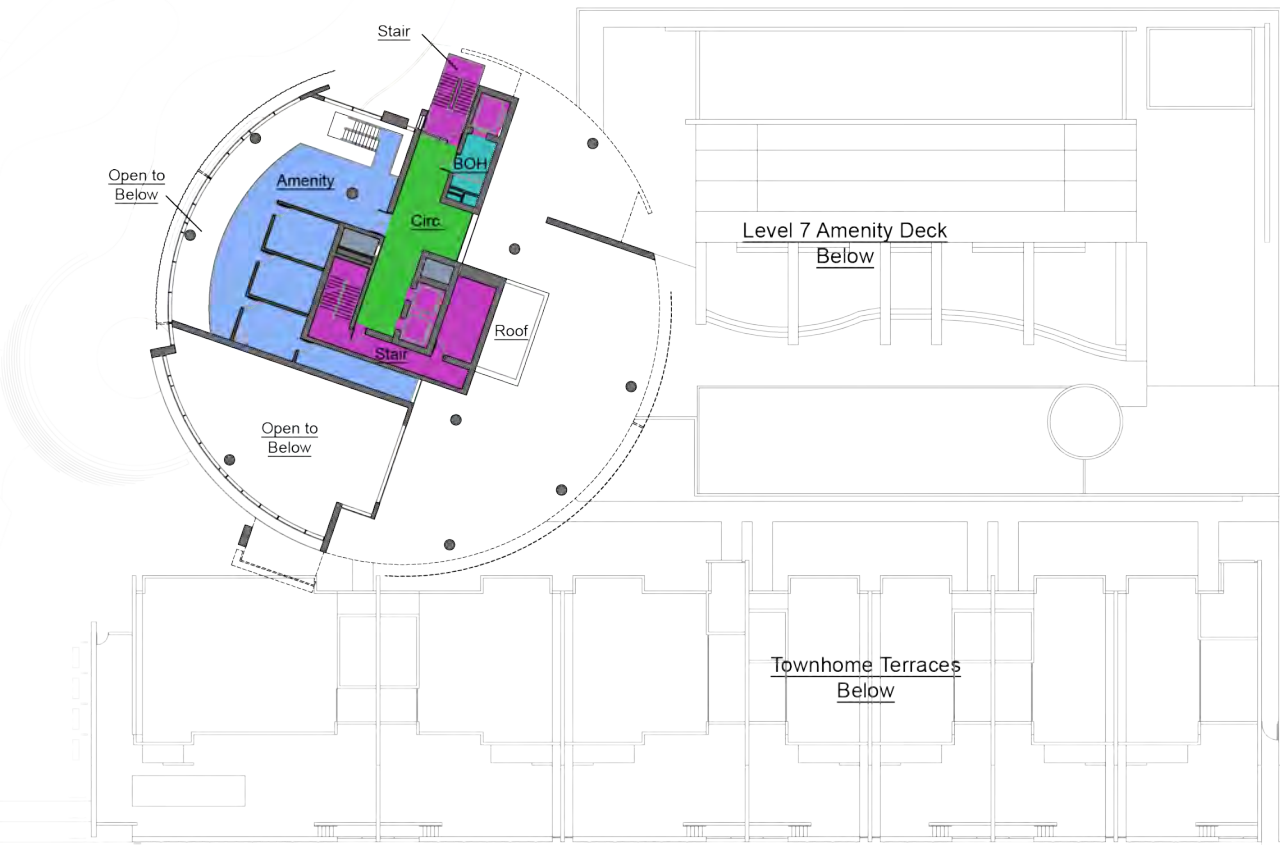 Stair
Open to
Below
Amenity
BOH
Circ.
Level 7 Amenity Deck
Below
Roof
Stair
Open to
Below
Townhome Terraces
Below